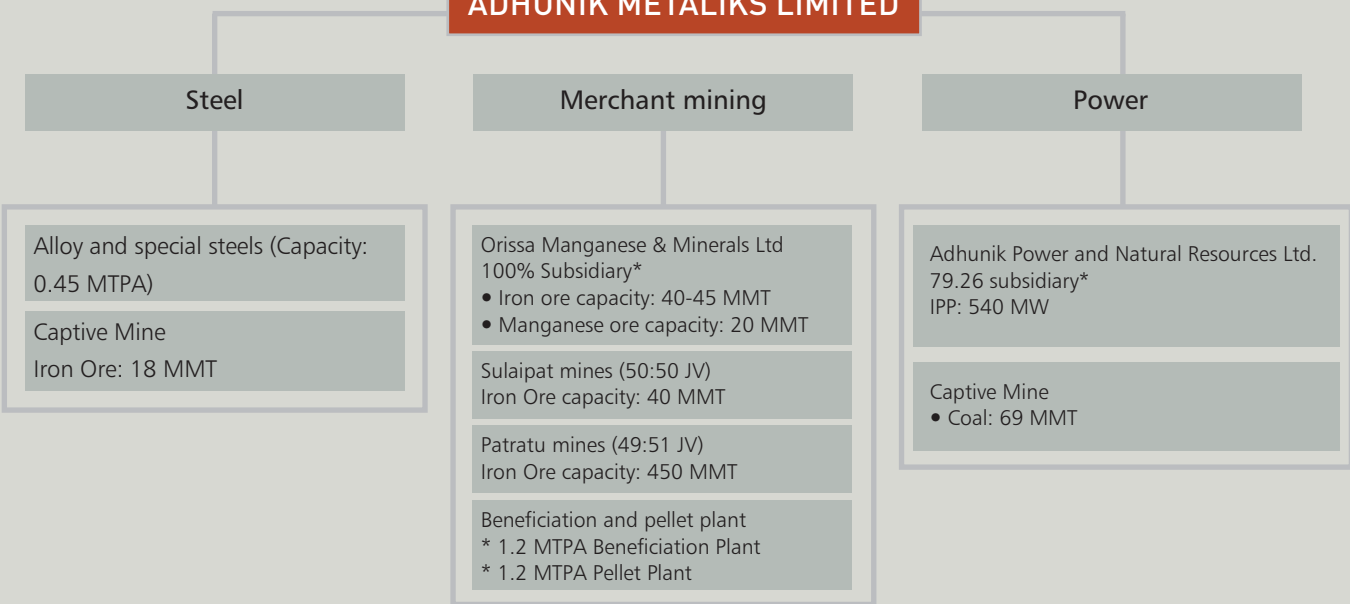 ADHUNIK METALIKS LIMITED
Steel
Alloy and special steels (Capacity:
0.45 MTPA)
Captive Mine
Iron Ore: 18 MMT
Merchant mining
Orissa Manganese & Minerals Ltd
100% Subsidiary*
• Iron ore capacity: 40-45 MMT
• Manganese ore capacity: 20 MMT
Sulaipat mines (50:50 JV)
Iron Ore capacity: 40 MMT
Patratu mines (49:51 JV)
Iron Ore capacity: 450 MMT
Beneficiation and pellet plant
* 1.2 MTPA Beneficiation Plant
* 1.2 MTPA Pellet Plant
Power
Adhunik Power and Natural Resources Ltd.
79.26 subsidiary*
IPP: 540 MW
Captive Mine
• Coal: 69 MMT